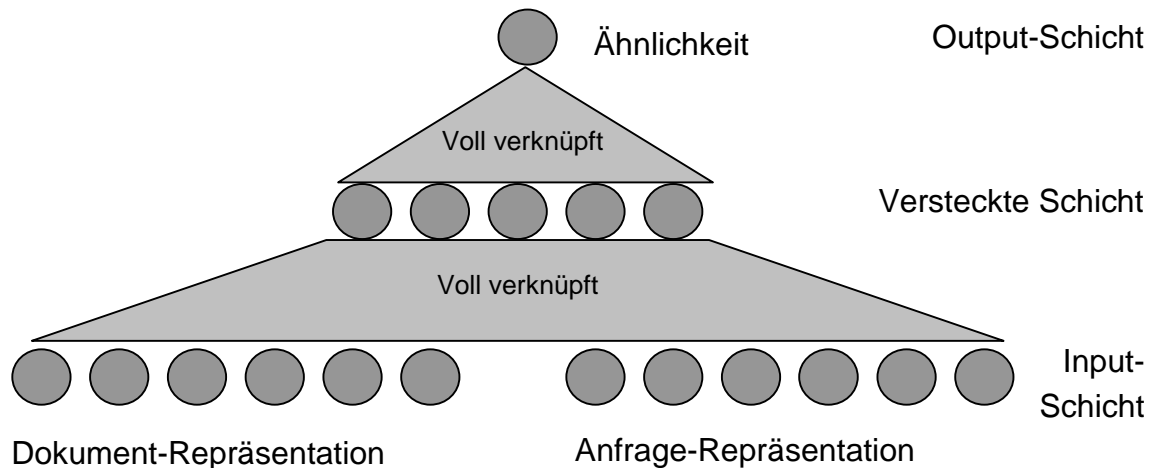 Ähnlichkeit
Output-Schicht
Voll verknüpft
Versteckte Schicht
Voll verknüpft
Input-
Schicht
Dokument-Repräsentation
Anfrage-Repräsentation